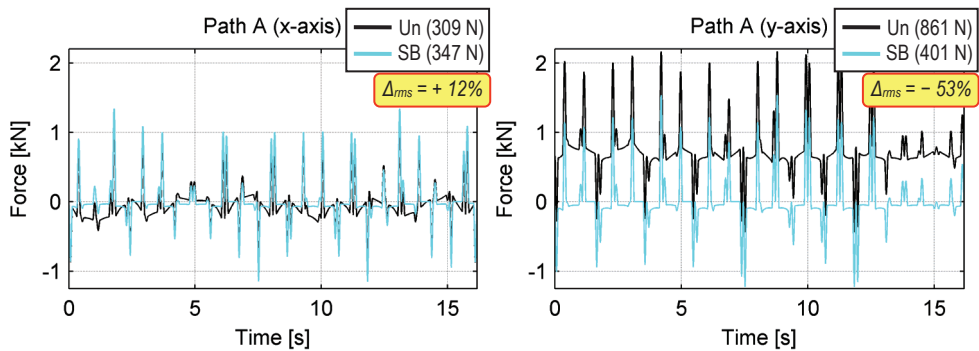 Path A (x-axis)
Un (309 N)
SB (347 N)
Δrms = + 12%
Force [kN]
2
1
0
-1
0
5
10
15
Time [s]
Path A (y-axis)
Un (861 N)
SB (401 N)
Δrms = − 53%
Force [kN]
2
1
0
-1
0
5
10
15
Time [s]